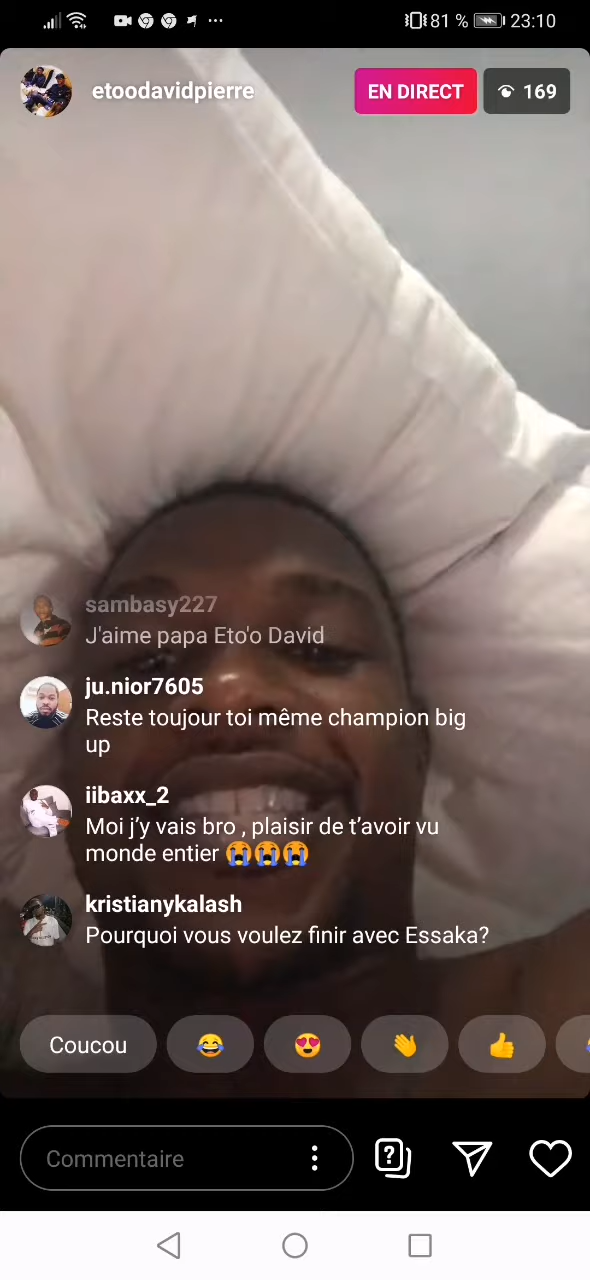 81 % 23:10
etoodavidpierre EN DIRECT 169
sambasy227
J'aime papa Eto'o David
ju.nior7605
Reste toujour toi même champion big
up
iibaxx_2
Moi j’y vais bro , plaisir de t’avoir vu
monde entier 😭😭😭
kristianykalash
Pourquoi vous voulez finir avec Essaka?
Coucou 😂 😍 👋 👍
Commentaire